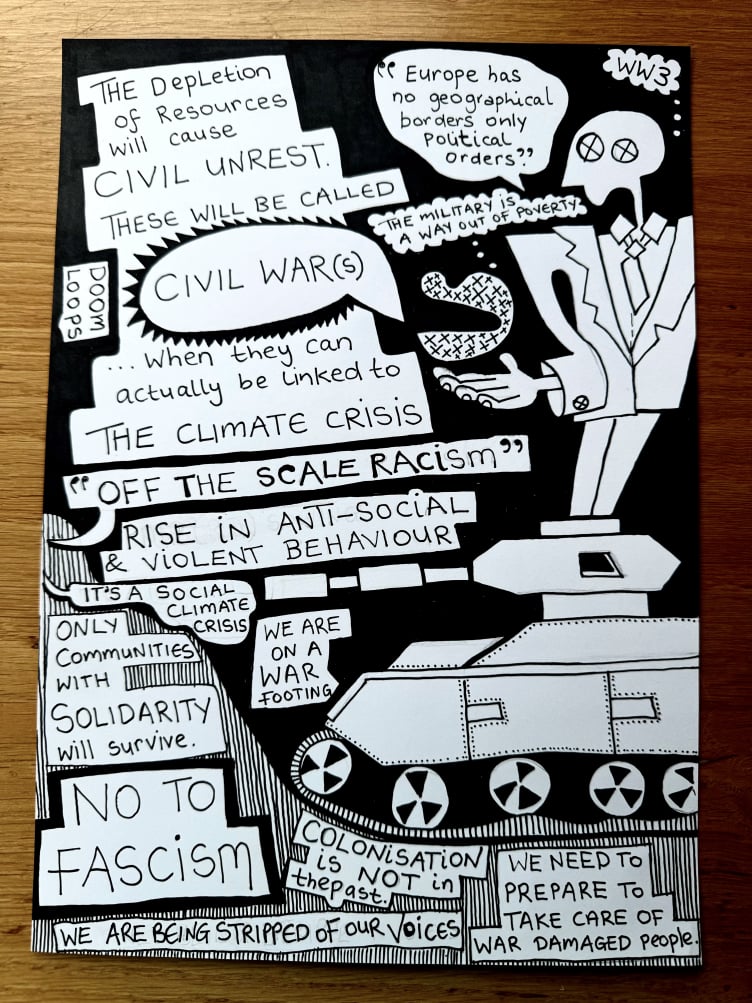 THE DEPLETION
of Resources
will cause
CIVIL UNREST.
THESE WILL BE CALLED
CIVIL WAR(S)
... when they can
actually be linked to
THE CLIMATE CRISIS
"OFF THE SCALE RACISM"
RISE IN ANTI-SOCIAL
& VIOLENT BEHAVIOUR
DOOM
LOOPS
"Europe has
no geographical
borders only
Political
orders"
WW3
THE MILITARY IS
A WAY OUT OF POVERTY.
IT'S A SOCIAL
CLIMATE
CRISIS
ONLY
Communities
WITH
SOLIDARITY
will survive.
WE ARE
ON A
WAR
FOOTING
NO TO
FASCISM
COLONISATION
is NOT in
the past.
WE NEED TO
PREPARE TO
TAKE CARE OF
WAR DAMAGED People.
WE ARE BEING STRIPPED OF OUR VOICES